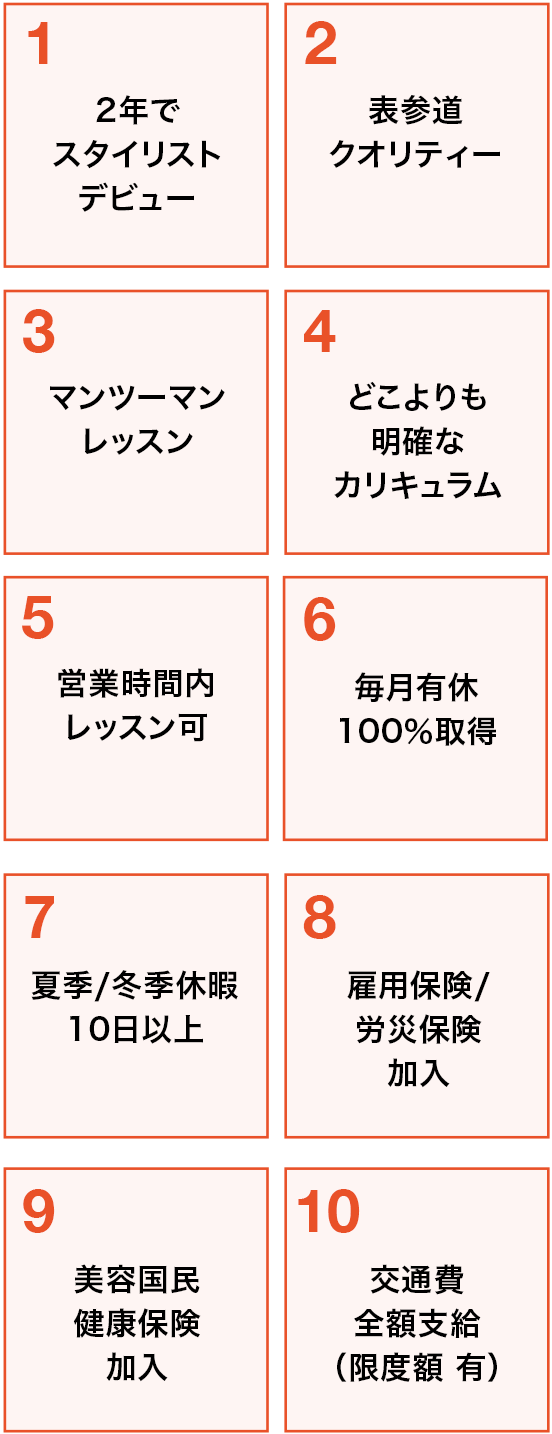 1
2年で
スタイリスト
デビュー
2
表参道
クオリティー
3
マンツーマン
レッスン
4
どこよりも
明確な
カリキュラム
5
営業時間内
レッスン可
6
毎月有休
100%取得
7
夏季/冬季休暇
10日以上
8
雇用保険/
労災保険
加入
9
美容国民
健康保険
加入
10
交通費
全額支給
(限度額 有)